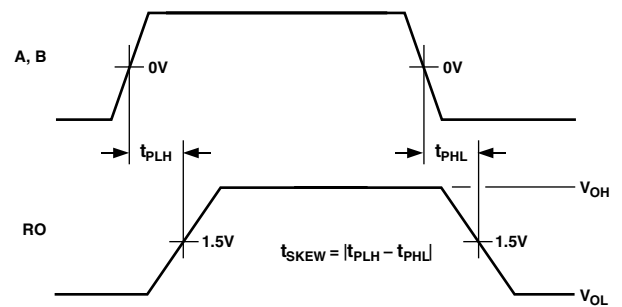 A, B
0V
0V
tPLH
tPHL
VOH
RO
1.5V
tSKEW = |tPLH – tPHL|
1.5V
VOL